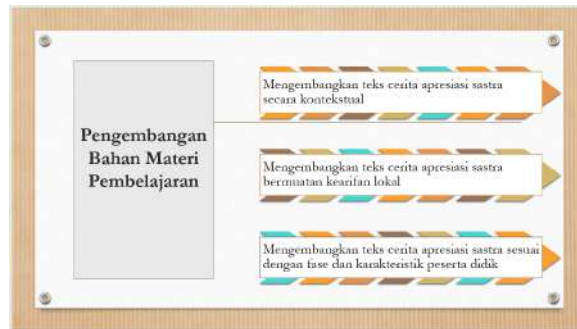 Pengembangan
Bahan Materi
Pembelajaran
Mengembangkan teks cerita apresiasi sastra
secara kontekstual
Mengembangkan teks cerita apresiasi sastra
bermuatan kearifan lokal
Mengembangkan teks cerita apresiasi sastra sesuai
dengan fase dan karakteristik peserta didik